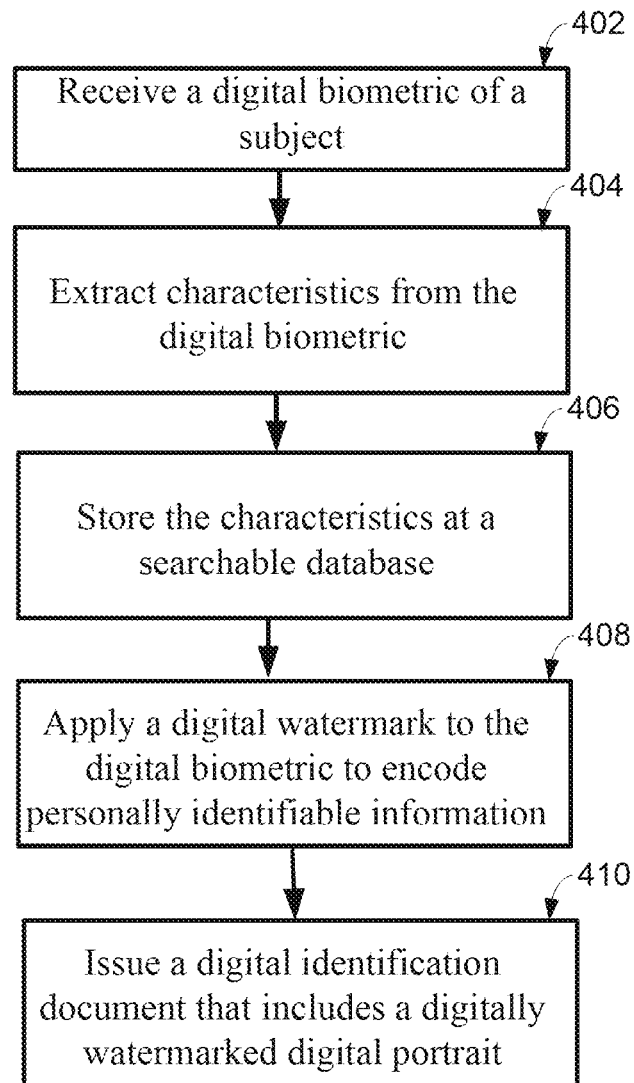 402
Receive a digital biometric of a
subject
404
Extract characteristics from the
digital biometric
406
Store the characteristics at a
searchable database
408
Apply a digital watermark to the
digital biometric to encode
personally identifiable information
410
Issue a digital identification
document that includes a digitally
watermarked digital portrait